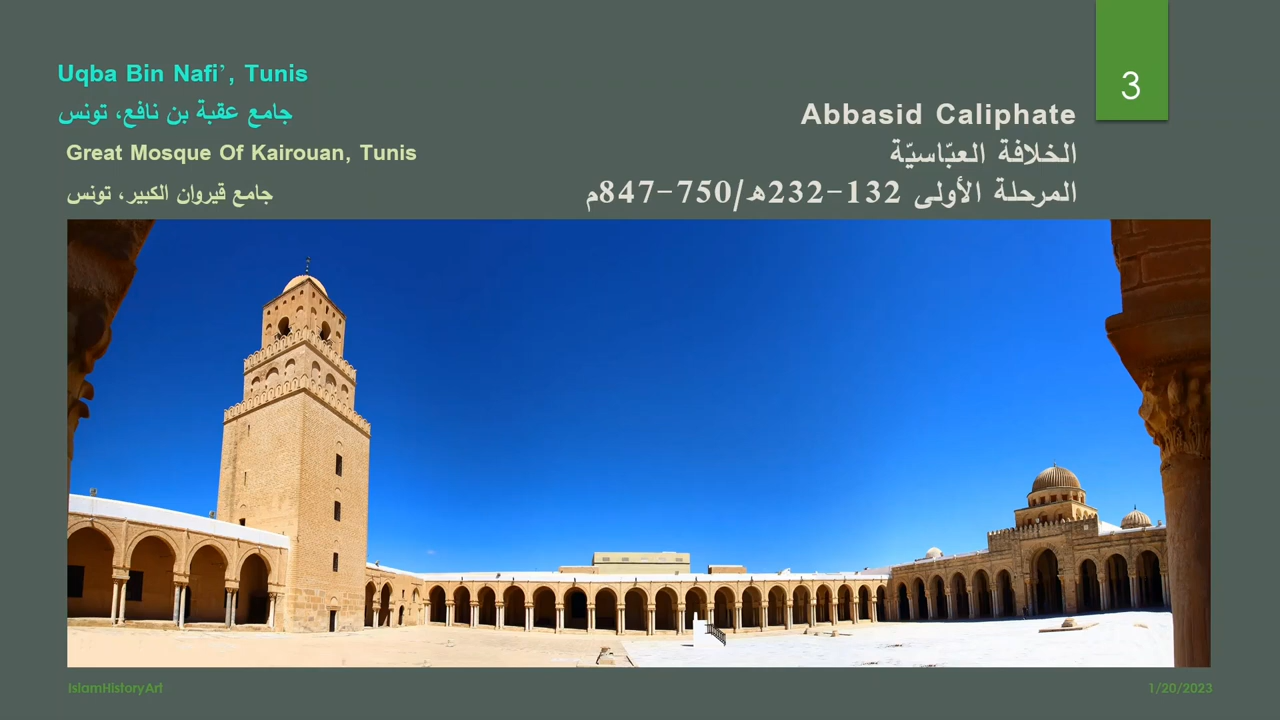 3
Uqba Bin Nafi’, Tunis
جامع عقبة بن نافع، تونس
Great Mosque Of Kairouan, Tunis
جامع قيروان الكبير، تونس
Abbasid Caliphate
الخلافة العبّاسيّة
المرحلة الأولى 132-232ه/750-847م
IslamHistoryArt
1/20/2023